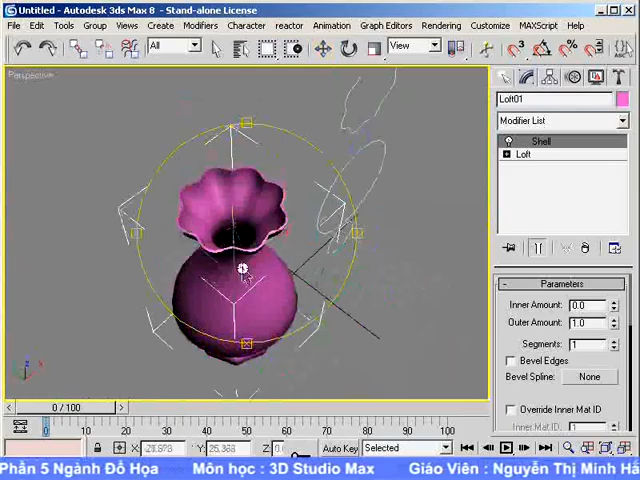 Untitled - Autodesk 3ds Max 8 - Stand-alone License
File Edit Tools Group Views Create Modifiers Character reactor Animation Graph Editors Rendering Customize MAXScript Help
All
View
Perspective
Loft01
Modifier List
Shell
Loft
Parameters
Inner Amount: 0.0
Outer Amount: 1.0
Segments: 1
Bevel Edges
Bevel Spline: None
Override Inner Mat ID
Inner Mat ID: 1
0 / 100
0 10 20 30 40 50 60 70 80 90 100
Auto Key Selected
Phần 5 Ngành Đồ Họa Môn học : 3D Studio Max Giáo Viên : Nguyễn Thị Minh